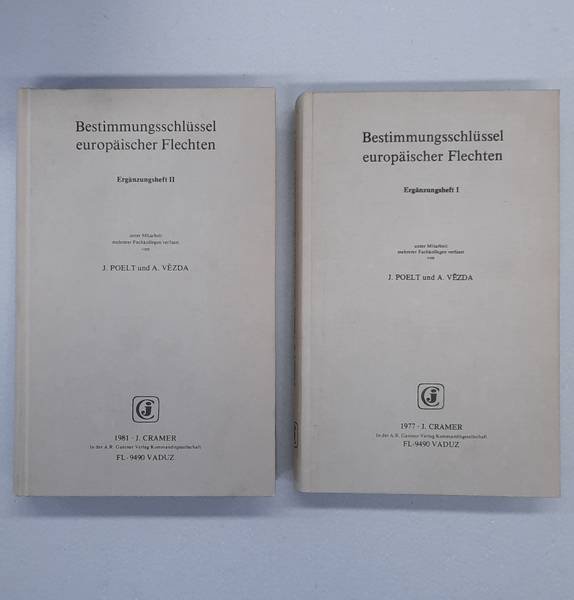 Bestimmungsschlüssel
europäischer Flechten
Ergänzungsheft II
unter Mitarbeit
mehrerer Fachkollegen verfasst
von
J. POELT und A. VĚZDA
CJ
1981 · J. CRAMER
In der A.R. Gantner Verlag Kommanditgesellschaft
FL-9490 VADUZ
Bestimmungsschlüssel
europäischer Flechten
Ergänzungsheft I
unter Mitarbeit
mehrerer Fachkollegen verfasst
von
J. POELT und A. VĚZDA
CJ
1977 · J. CRAMER
In der A.R. Gantner Verlag Kommanditgesellschaft
FL-9490 VADUZ